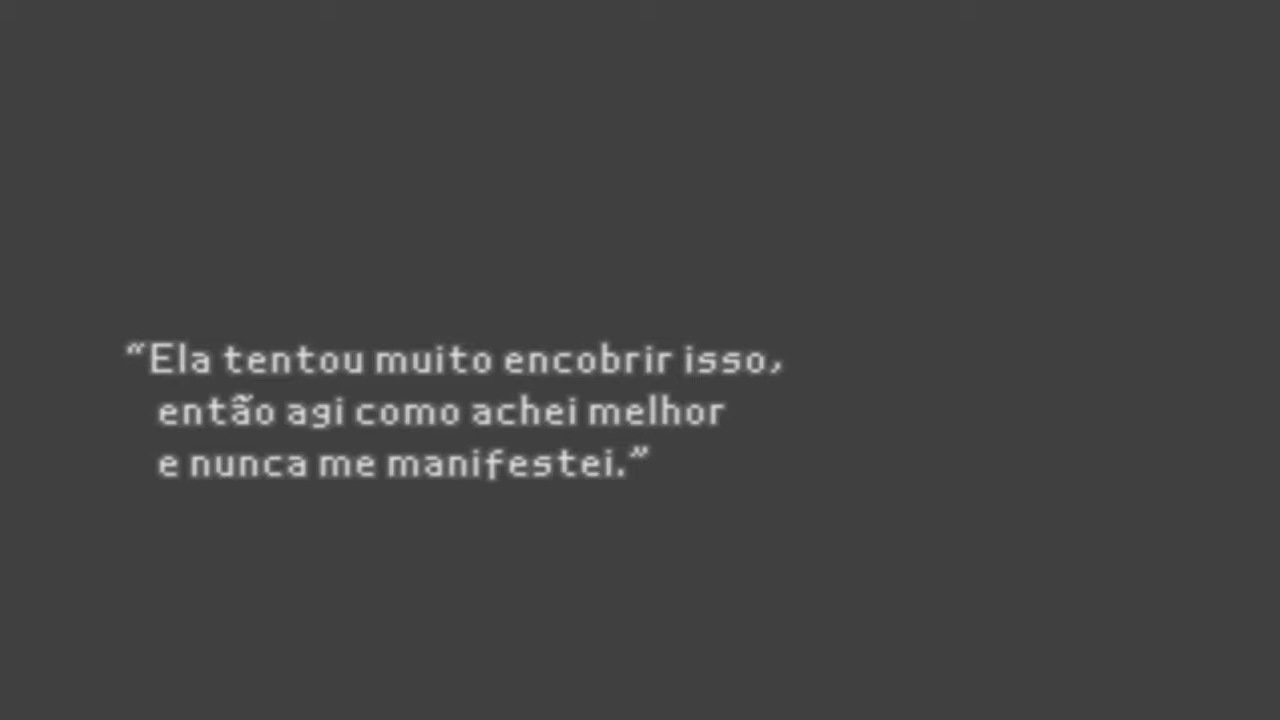 “Ela tentou muito encobrir isso,
então agi como achei melhor
e nunca me manifestei.”